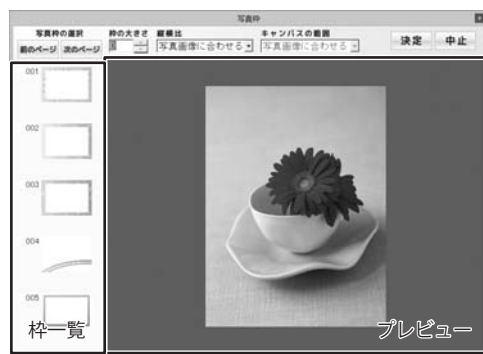 写真枠
写真枠の選択 枠の大きさ 縦横比 キャンバスの範囲
前のページ 次のページ 写真画像に合わせる 写真画像に合わせる 決定 中止
001
002
003
004
005
枠一覧 プレビュー